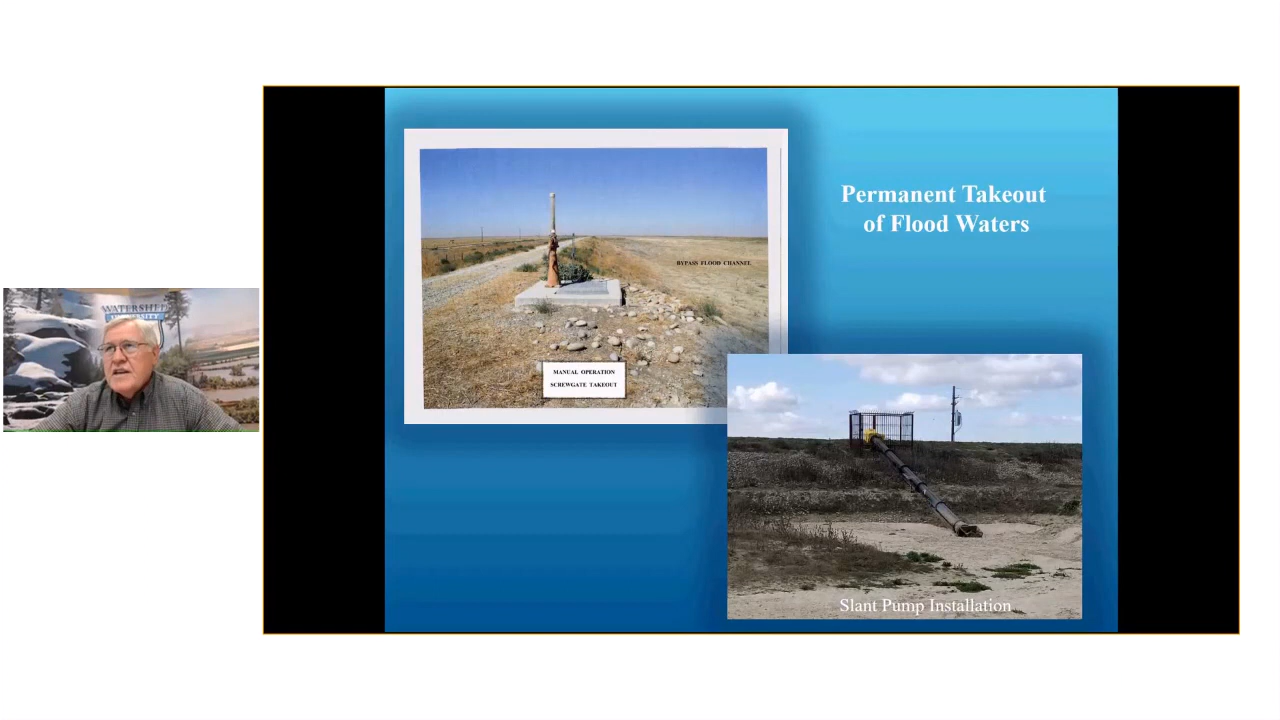 Permanent Takeout
of Flood Waters
BYPASS FLOOD CHANNEL
MANUAL OPERATION
SCREWGATE TAKEOUT
Slant Pump Installation
WATERSHED